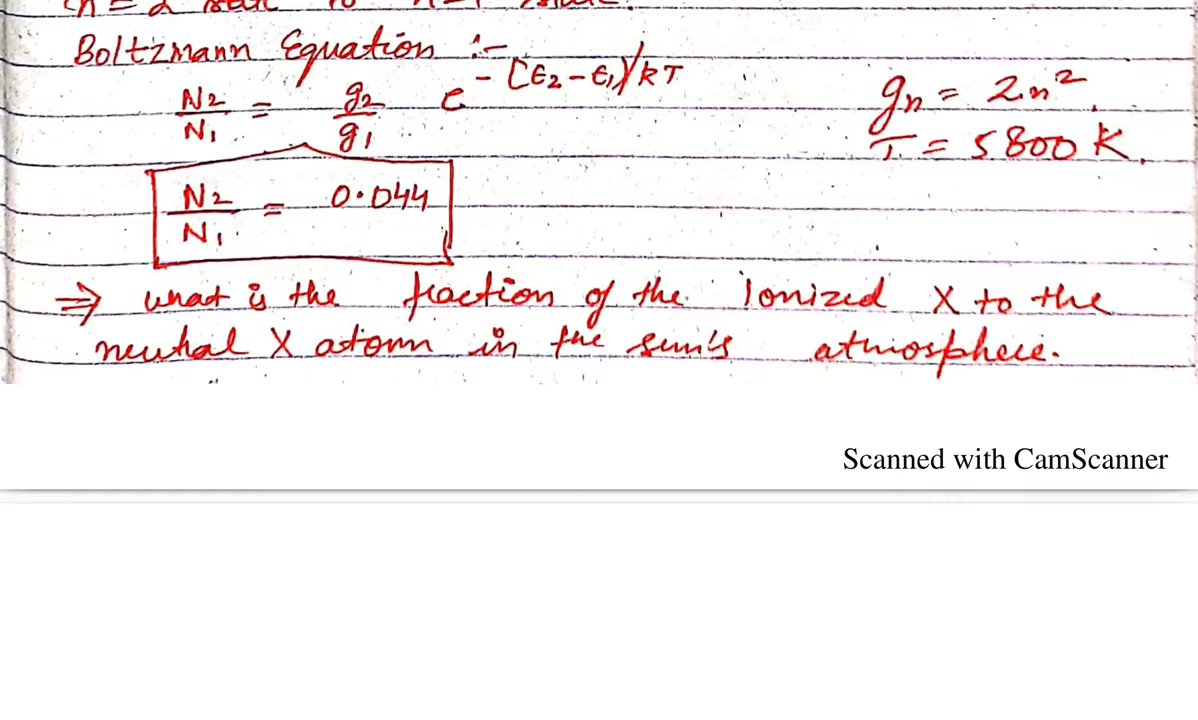 Boltzmann Equation :-
N2/N1 = g2/g1 e^-(E2-E1)/kT
gn = 2n²
T = 5800 K.
N2/N1 = 0.044
⇒ what is the fraction of the ionized X to the
neutral X atom in the sun's atmosphere.
Scanned with CamScanner